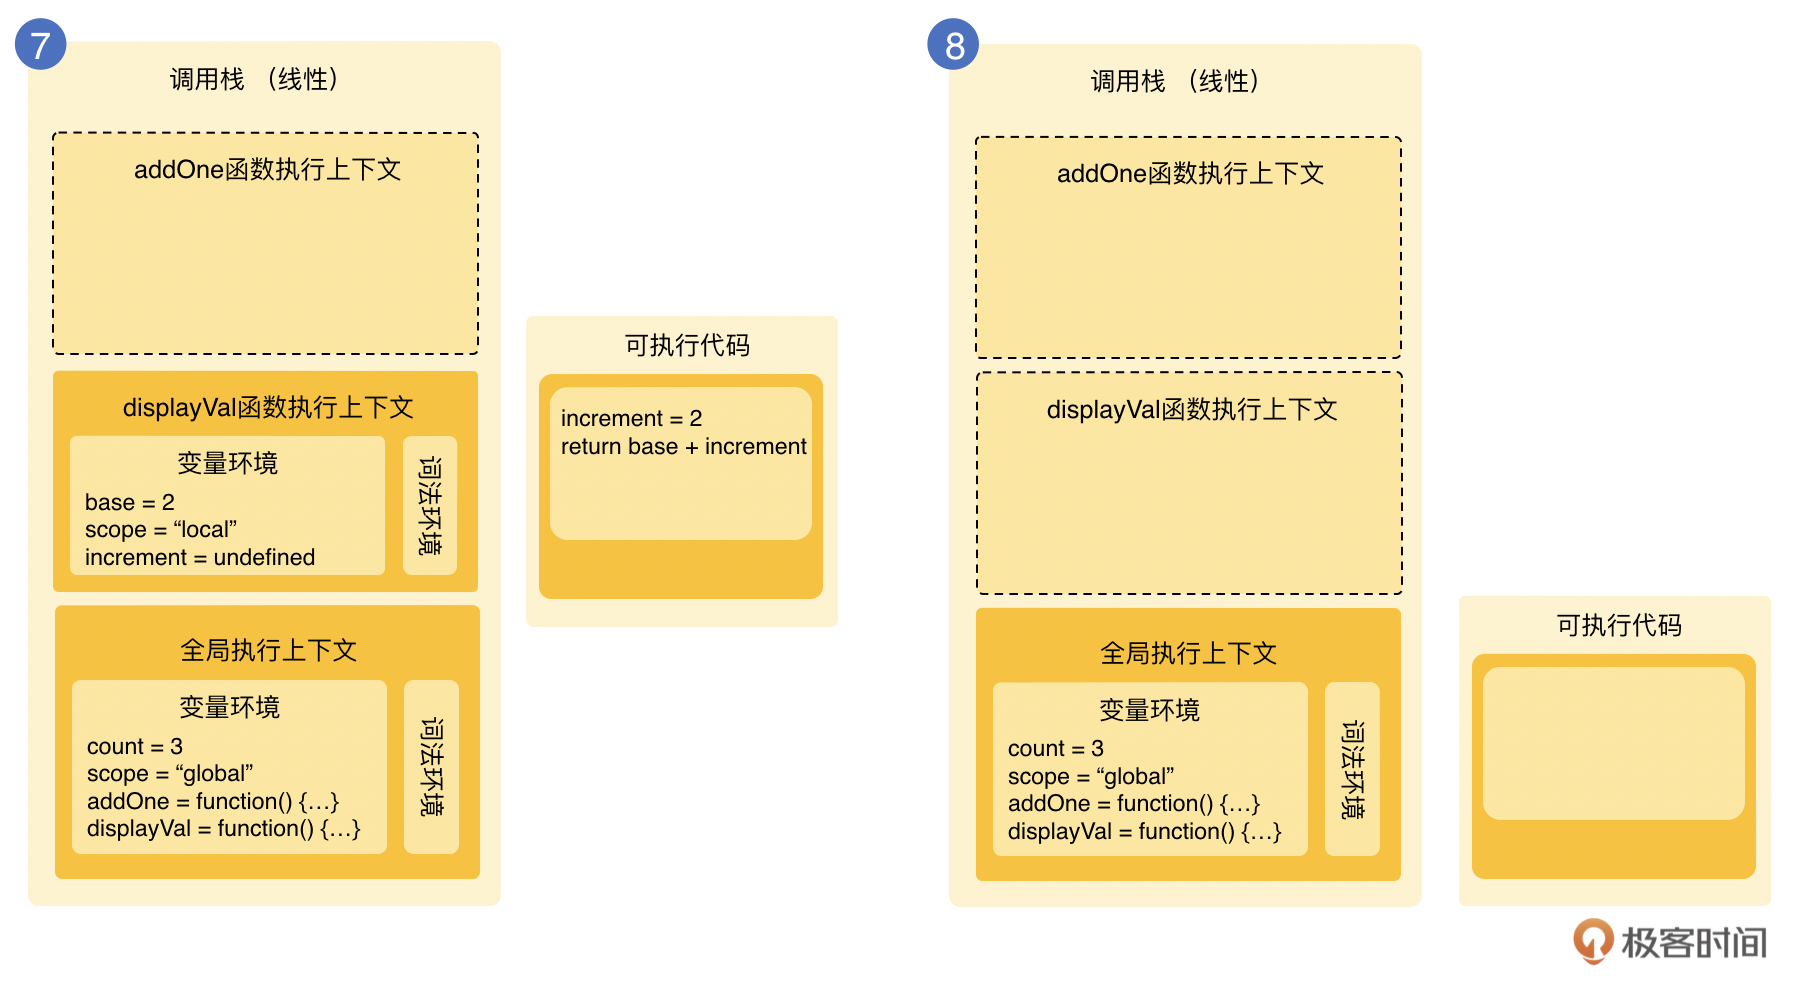 7
调用栈 （线性）
addOne函数执行上下文
displayVal函数执行上下文
变量环境
base = 2
scope = “local”
increment = undefined
词法环境
全局执行上下文
变量环境
count = 3
scope = “global”
addOne = function() {…}
displayVal = function() {…}
词法环境
可执行代码
increment = 2
return base + increment
8
调用栈 （线性）
addOne函数执行上下文
displayVal函数执行上下文
全局执行上下文
变量环境
count = 3
scope = “global”
addOne = function() {…}
displayVal = function() {…}
词法环境
可执行代码
极客时间